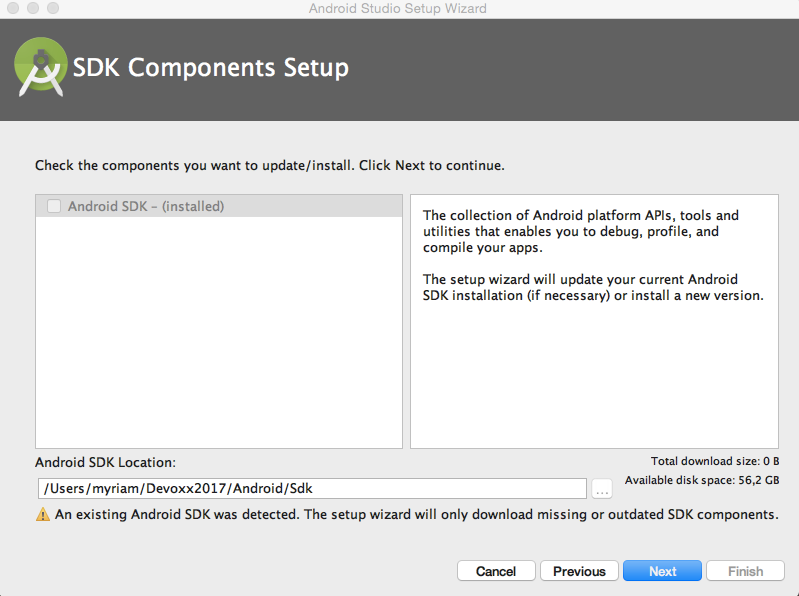 Android Studio Setup Wizard
SDK Components Setup
Check the components you want to update/install. Click Next to continue.
Android SDK – (installed)
The collection of Android platform APIs, tools and
utilities that enables you to debug, profile, and
compile your apps.
The setup wizard will update your current Android
SDK installation (if necessary) or install a new version.
Android SDK Location:
Total download size: 0 B
Available disk space: 56,2 GB
/Users/myriam/Devoxx2017/Android/Sdk
...
An existing Android SDK was detected. The setup wizard will only download missing or outdated SDK components.
Cancel
Previous
Next
Finish